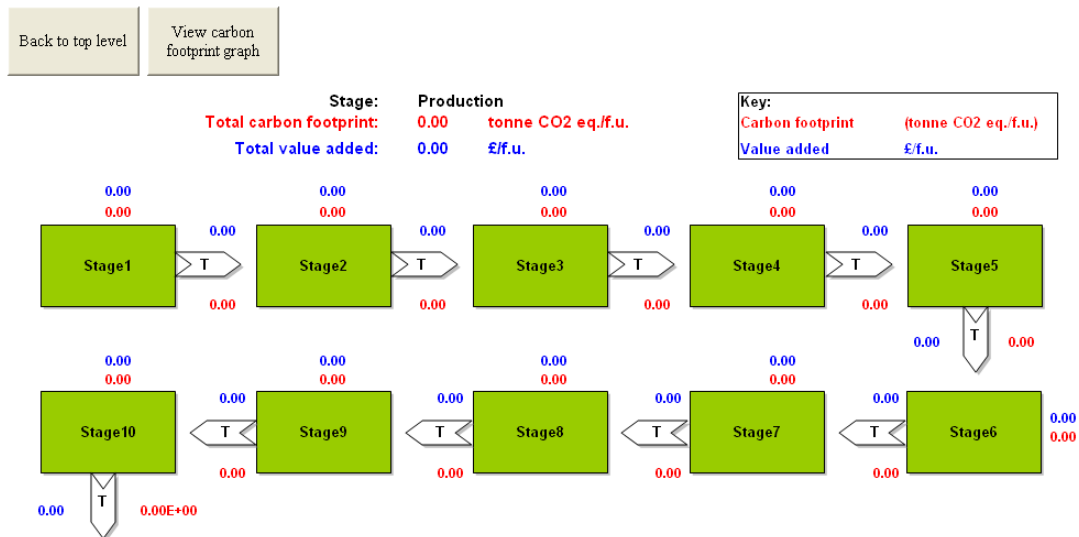 Back to top level
View carbon
footprint graph
Stage: Production
Total carbon footprint: 0.00 tonne CO2 eq./f.u.
Total value added: 0.00 £/f.u.
Key:
Carbon footprint (tonne CO2 eq./f.u.)
Value added £/f.u.
0.00 0.00 0.00 0.00 0.00
0.00 0.00 0.00 0.00 0.00
0.00 0.00 0.00 0.00
Stage1 T Stage2 T Stage3 T Stage4 T Stage5
0.00 0.00 0.00 0.00
0.00 T 0.00
0.00 0.00 0.00 0.00
0.00 0.00 0.00 0.00
0.00 0.00 0.00 0.00
Stage10 T Stage9 T Stage8 T Stage7 T Stage6 0.00
0.00
0.00 0.00 0.00 0.00
0.00 T 0.00E+00